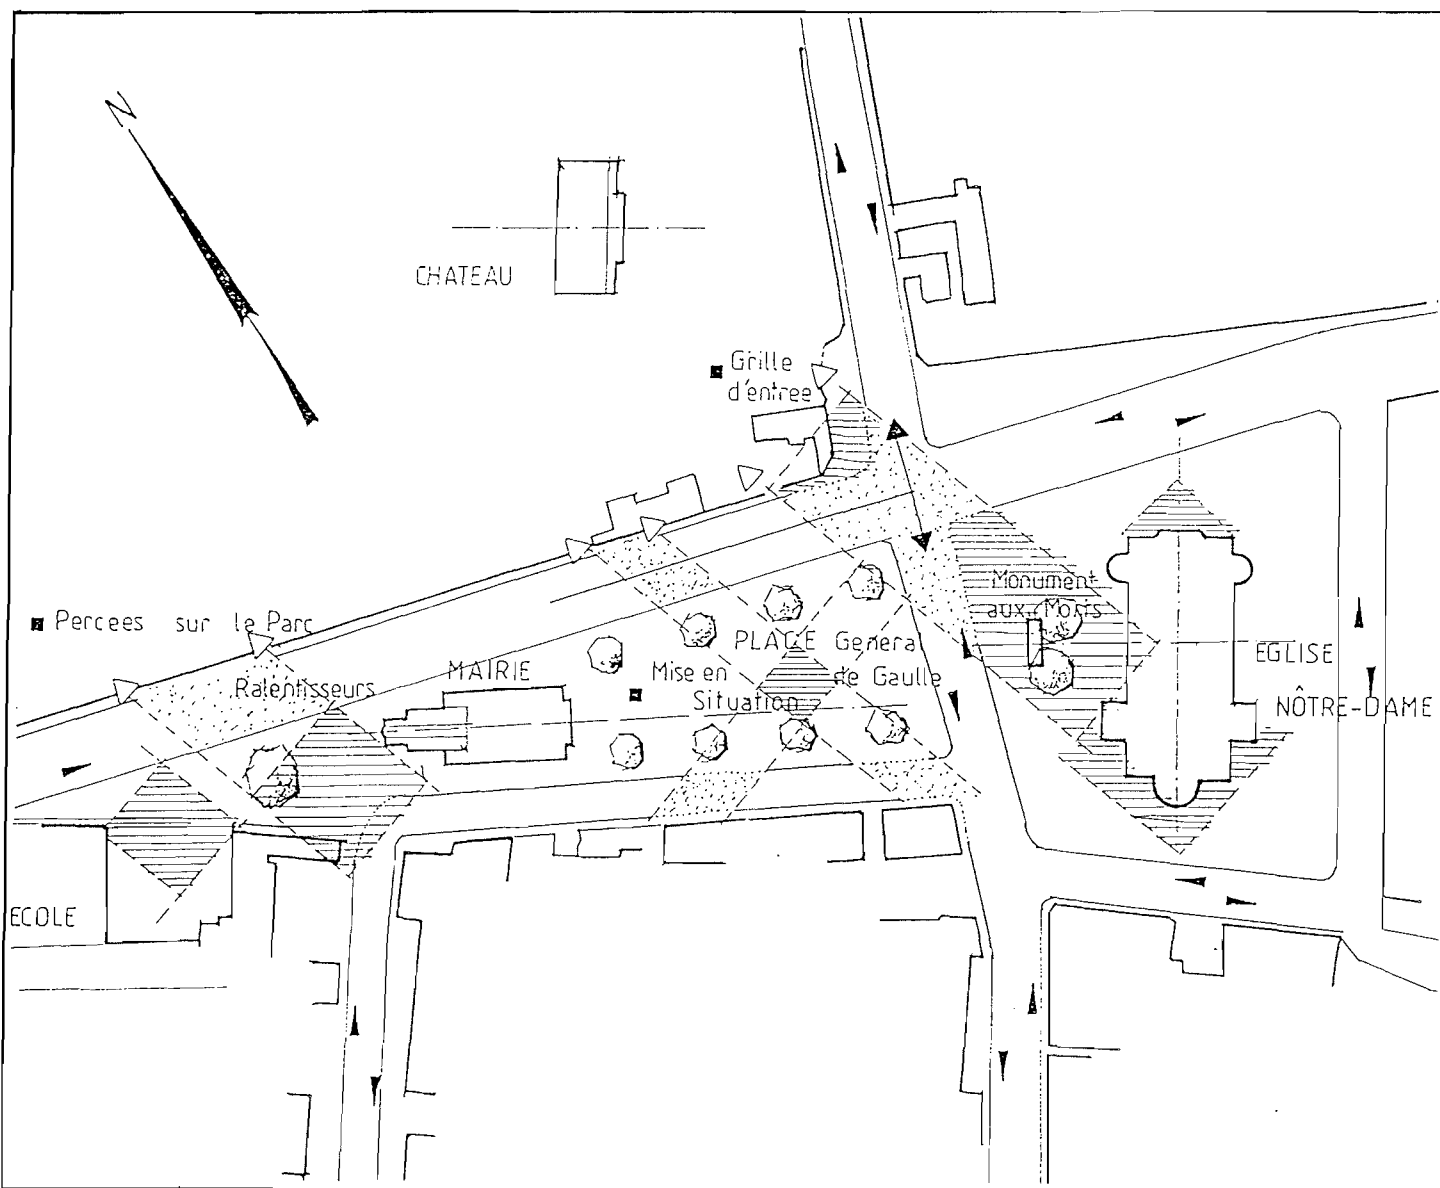 N
CHATEAU
Grille
d'entree
Monument
aux Morts
Percees sur le Parc
PLACE General
de Gaulle
EGLISE
MAIRIE
Mise en
Situation
Ralentisseurs
NÔTRE-DAME
ECOLE